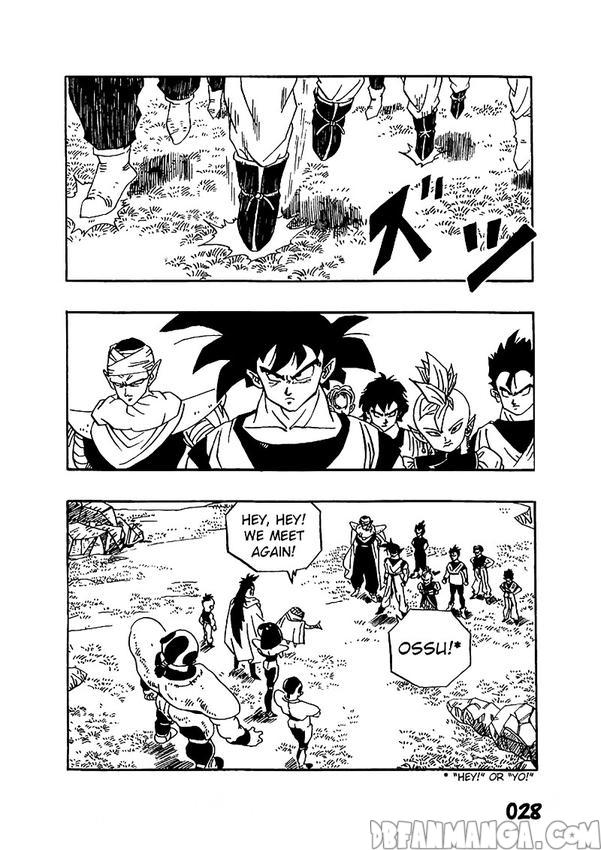 ズッ
HEY, HEY!
WE MEET
AGAIN!
OSSU!*
* "HEY!" OR "YO!"
028
DBFANMANGA.COM